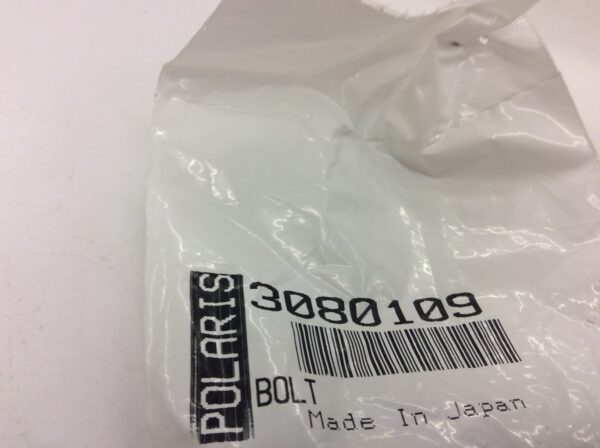 POLARIS
3080109
BOLT
Made In Japan